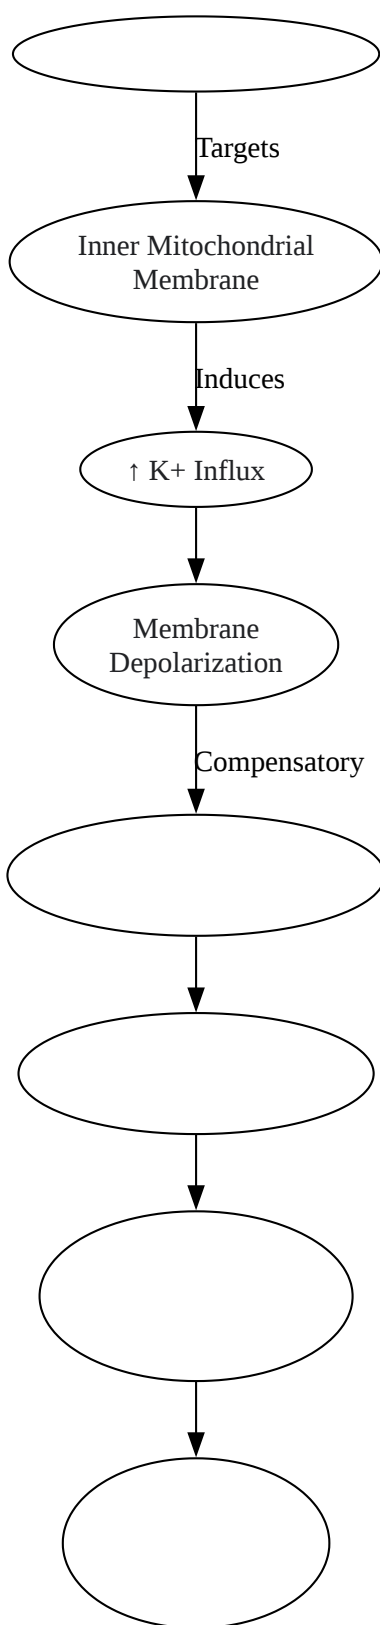 Targets
Inner Mitochondrial
Membrane
Induces
↑ K+ Influx
Membrane
Depolarization
Compensatory